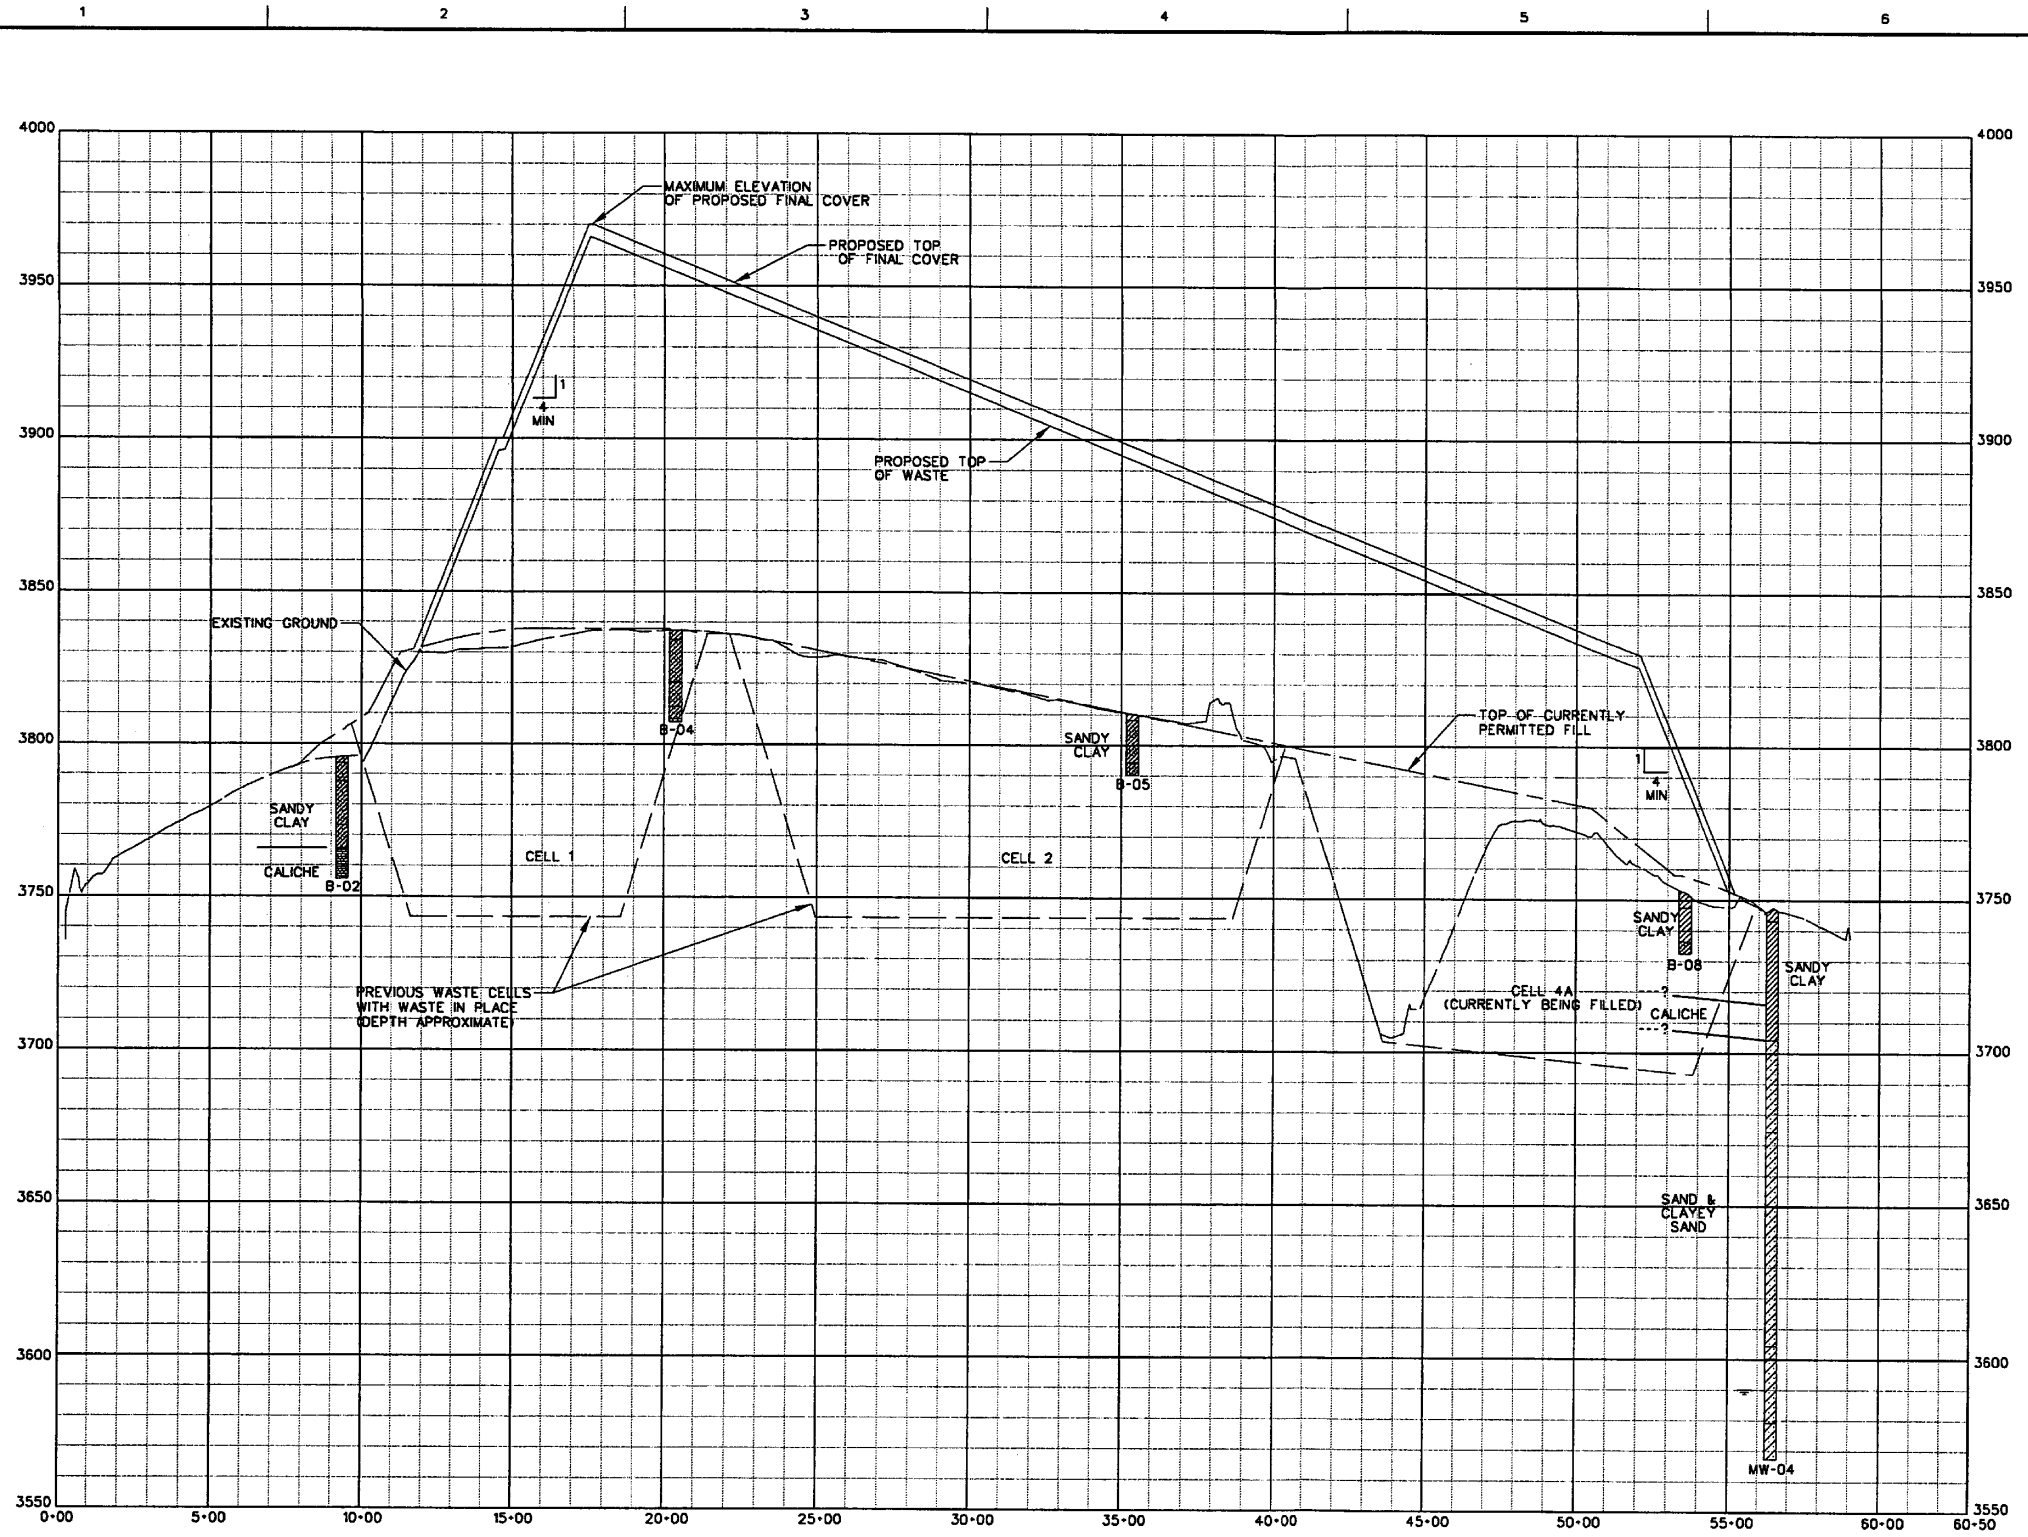 1 2 3 4 5 6
4000 4000
MAXIMUM ELEVATION
OF PROPOSED FINAL COVER
PROPOSED TOP
OF FINAL COVER
3950 3950
1
4
MIN
3900 3900
PROPOSED TOP
OF WASTE
3850 3850
EXISTING GROUND
TOP OF CURRENTLY
PERMITTED FILL
B-04
3800 3800
SANDY
CLAY
B-05
1
4
MIN
SANDY
CLAY
CALICHE
B-02
CELL 1
CELL 2
3750 3750
SANDY
CLAY
B-08
SANDY
CLAY
PREVIOUS WASTE CELLS
WITH WASTE IN PLACE
(DEPTH APPROXIMATE)
CELL 4A
(CURRENTLY BEING FILLED)
---?
CALICHE
---?
3700 3700
3650 3650
SAND &
CLAYEY
SAND
3600 3600
MW-04
3550 3550
0+00 5+00 10+00 15+00 20+00 25+00 30+00 35+00 40+00 45+00 50+00 55+00 60+00 60+50